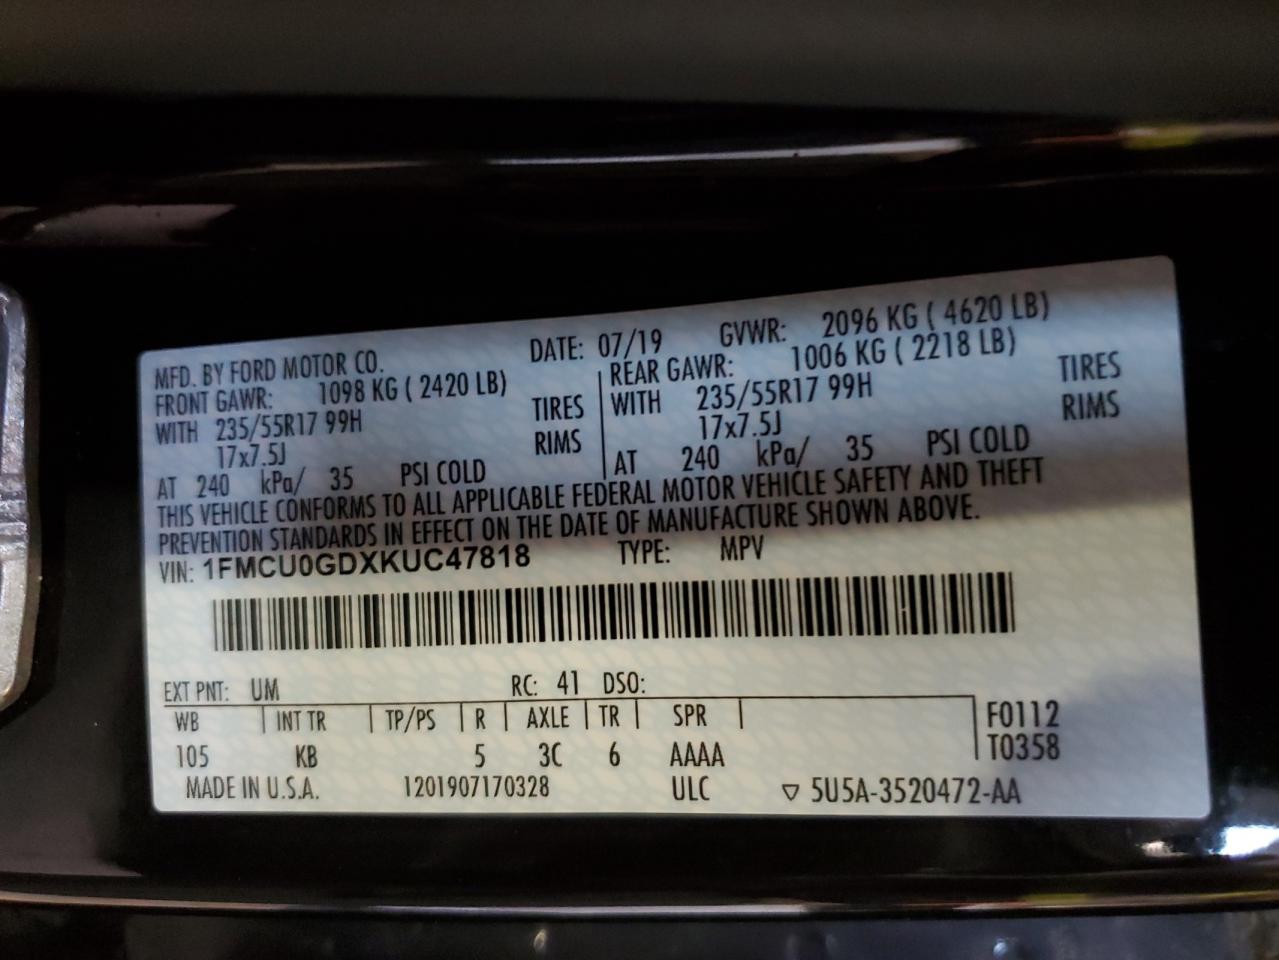 MFD. BY FORD MOTOR CO. DATE: 07/19 GVWR: 2096 KG ( 4620 LB)
FRONT GAWR: 1098 KG ( 2420 LB) REAR GAWR: 1006 KG ( 2218 LB)
WITH 235/55R17 99H TIRES WITH 235/55R17 99H TIRES
17x7.5J RIMS 17x7.5J RIMS
AT 240 kPa/ 35 PSI COLD AT 240 kPa/ 35 PSI COLD
THIS VEHICLE CONFORMS TO ALL APPLICABLE FEDERAL MOTOR VEHICLE SAFETY AND THEFT
PREVENTION STANDARDS IN EFFECT ON THE DATE OF MANUFACTURE SHOWN ABOVE.
VIN: 1FMCU0GDXKUC47818 TYPE: MPV
EXT PNT: UM RC: 41 DSO:
WB INT TR TP/PS R AXLE TR SPR F0112
105 KB 5 3C 6 AAAA T0358
MADE IN U.S.A. 1201907170328 ULC ▽ 5U5A-3520472-AA